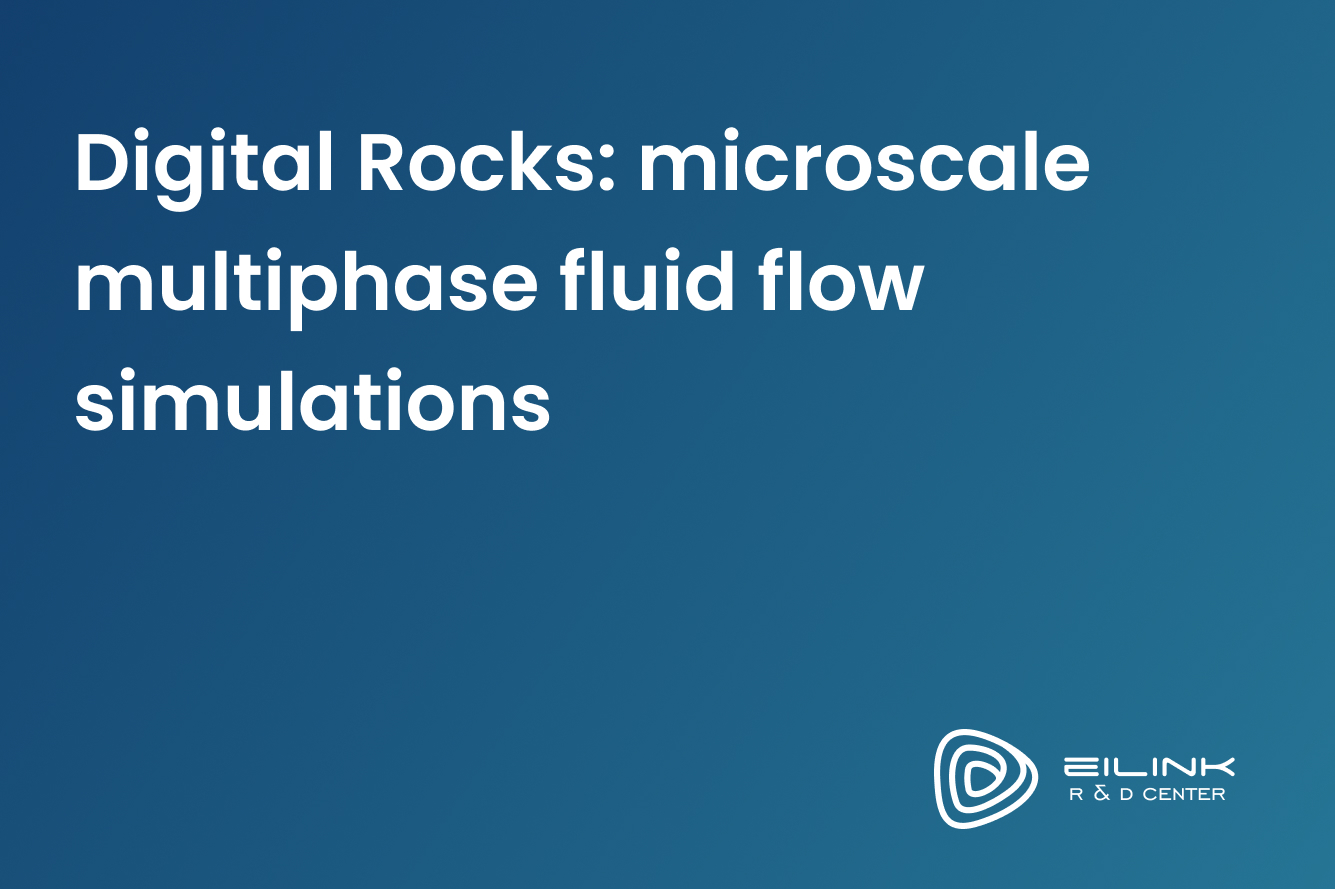 Digital Rocks: microscale
multiphase fluid flow
simulations
EILINK
R & D CENTER